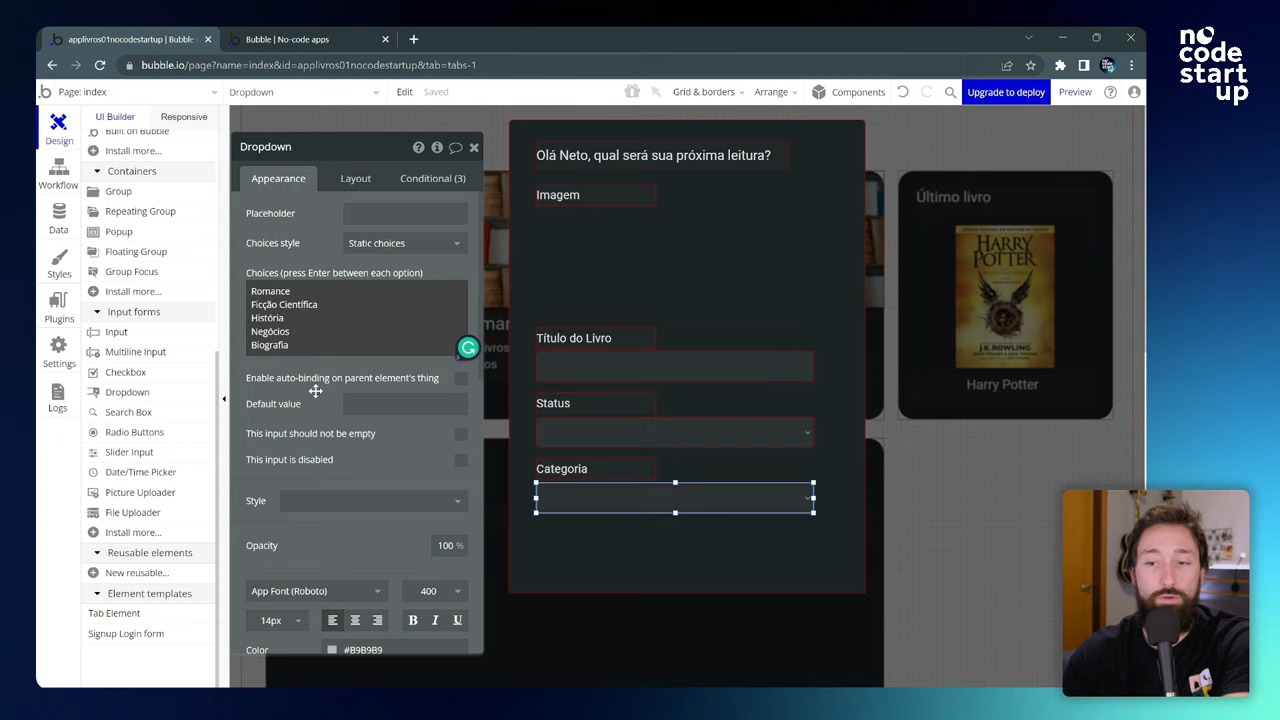 applivros01nocodestartup | Bubble
Bubble | No-code apps
no
code
start
up
bubble.io/page?name=index&id=applivros01nocodestartup&tab=tabs-1
Page: index
Dropdown
Edit
Saved
Grid & borders
Arrange
Components
Upgrade to deploy
Preview
UI Builder
Responsive
Design
Workflow
Data
Styles
Plugins
Settings
Logs
Built on Bubble
Install more...
Containers
Group
Repeating Group
Popup
Floating Group
Group Focus
Install more...
Input forms
Input
Multiline Input
Checkbox
Dropdown
Search Box
Radio Buttons
Slider Input
Date/Time Picker
Picture Uploader
File Uploader
Install more...
Reusable elements
New reusable...
Element templates
Tab Element
Signup Login form
Dropdown
Appearance
Layout
Conditional (3)
Placeholder
Choices style
Static choices
Choices (press Enter between each option)
Romance
Ficção Científica
História
Negócios
Biografia
Enable auto-binding on parent element's thing
Default value
This input should not be empty
This input is disabled
Style
Opacity
100 %
App Font (Roboto)
400
14px
B I U
Color
#B9B9B9
Olá Neto, qual será sua próxima leitura?
Imagem
Título do Livro
Status
Categoria
Último livro
HARRY
POTTER
J.K. ROWLING
Harry Potter